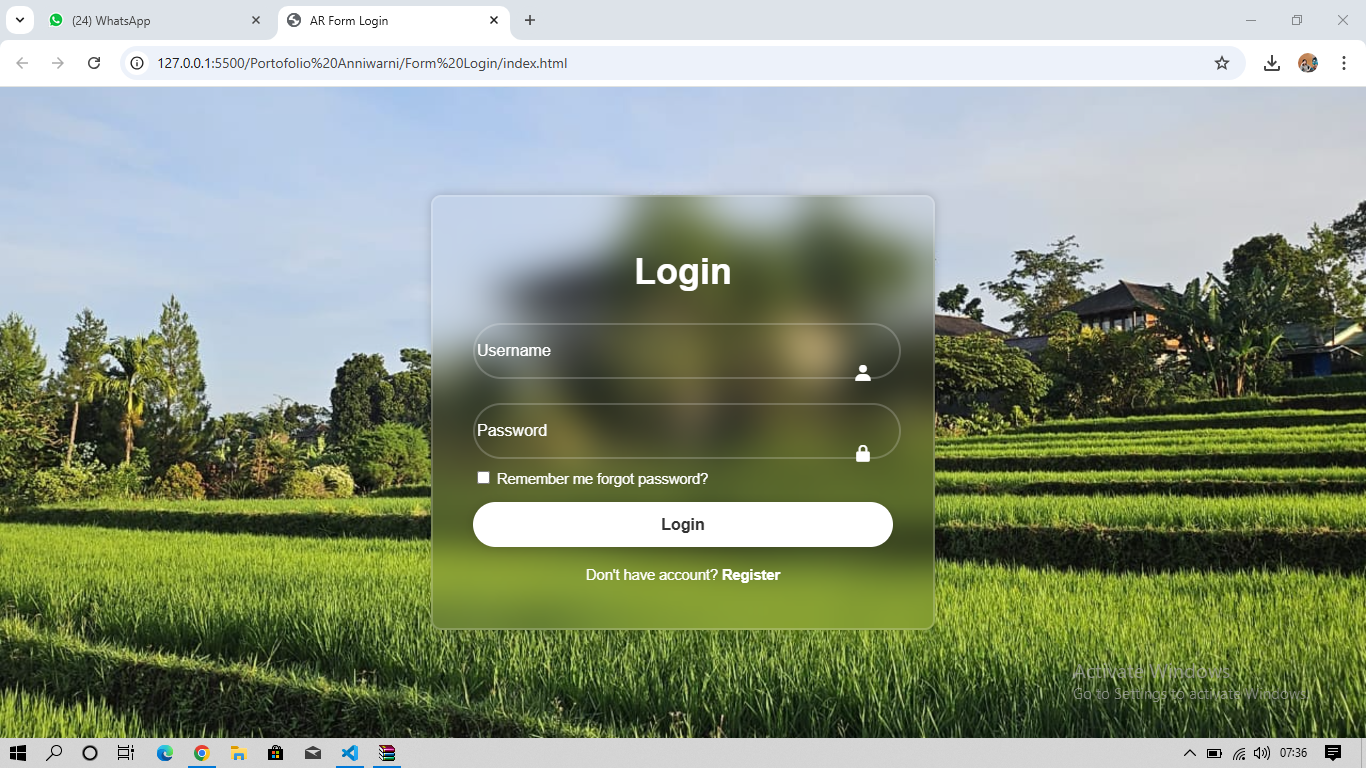 (24) WhatsApp
AR Form Login
127.0.0.1:5500/Portofolio%20Anniwarni/Form%20Login/index.html
Login
Username
Password
Remember me forgot password?
Login
Don't have account? Register
Activate Windows
Go to Settings to activate Windows.
07:36